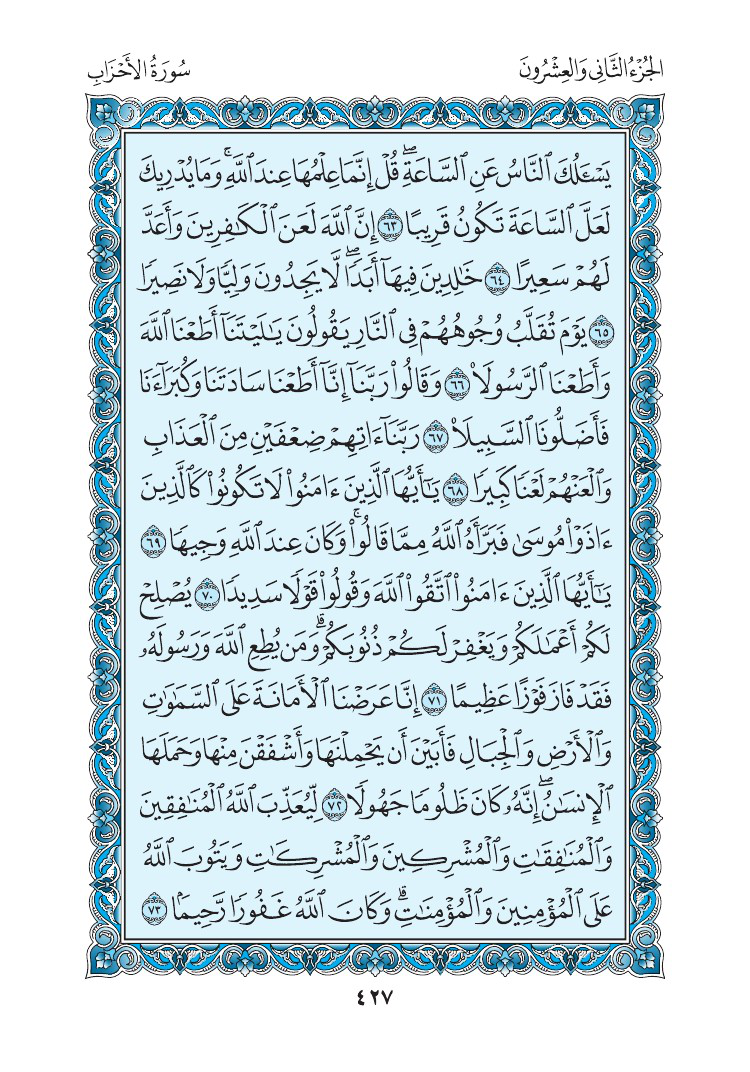 الجُزْءُ الثَّانِي وَالعِشْرُونَ
سُورَةُ الأَحْزَابِ
يَسْـَٔلُكَ ٱلنَّاسُ عَنِ ٱلسَّاعَةِۖ قُلْ إِنَّمَا عِلْمُهَا عِندَ ٱللَّهِۚ وَمَا يُدْرِيكَ
لَعَلَّ ٱلسَّاعَةَ تَكُونُ قَرِيبًا ٦٣ إِنَّ ٱللَّهَ لَعَنَ ٱلْكَٰفِرِينَ وَأَعَدَّ
لَهُمْ سَعِيرًا ٦٤ خَٰلِدِينَ فِيهَآ أَبَدًاۖ لَّا يَجِدُونَ وَلِيًّا وَلَا نَصِيرًا
٦٥ يَوْمَ تُقَلَّبُ وُجُوهُهُمْ فِى ٱلنَّارِ يَقُولُونَ يَٰلَيْتَنَآ أَطَعْنَا ٱللَّهَ
وَأَطَعْنَا ٱلرَّسُولَا۠ ٦٦ وَقَالُوا۟ رَبَّنَآ إِنَّآ أَطَعْنَا سَادَتَنَا وَكُبَرَآءَنَا
فَأَضَلُّونَا ٱلسَّبِيلَا۠ ٦٧ رَبَّنَآ ءَاتِهِمْ ضِعْفَيْنِ مِنَ ٱلْعَذَابِ
وَٱلْعَنْهُمْ لَعْنًا كَبِيرًا ٦٨ يَٰٓأَيُّهَا ٱلَّذِينَ ءَامَنُوا۟ لَا تَكُونُوا۟ كَٱلَّذِينَ
ءَاذَوْا۟ مُوسَىٰ فَبَرَّأَهُ ٱللَّهُ مِمَّا قَالُوا۟ۚ وَكَانَ عِندَ ٱللَّهِ وَجِيهًا ٦٩
يَٰٓأَيُّهَا ٱلَّذِينَ ءَامَنُوا۟ ٱتَّقُوا۟ ٱللَّهَ وَقُولُوا۟ قَوْلًا سَدِيدًا ٧٠ يُصْلِحْ
لَكُمْ أَعْمَٰلَكُمْ وَيَغْفِرْ لَكُمْ ذُنُوبَكُمْۗ وَمَن يُطِعِ ٱللَّهَ وَرَسُولَهُۥ
فَقَدْ فَازَ فَوْزًا عَظِيمًا ٧١ إِنَّا عَرَضْنَا ٱلْأَمَانَةَ عَلَى ٱلسَّمَٰوَٰتِ
وَٱلْأَرْضِ وَٱلْجِبَالِ فَأَبَيْنَ أَن يَحْمِلْنَهَا وَأَشْفَقْنَ مِنْهَا وَحَمَلَهَا
ٱلْإِنسَٰنُۖ إِنَّهُۥ كَانَ ظَلُومًا جَهُولًا ٧٢ لِّيُعَذِّبَ ٱللَّهُ ٱلْمُنَٰفِقِينَ
وَٱلْمُنَٰفِقَٰتِ وَٱلْمُشْرِكِينَ وَٱلْمُشْرِكَٰتِ وَيَتُوبَ ٱللَّهُ
عَلَى ٱلْمُؤْمِنِينَ وَٱلْمُؤْمِنَٰتِۗ وَكَانَ ٱللَّهُ غَفُورًا رَّحِيمًا ٧٣
٤٢٧